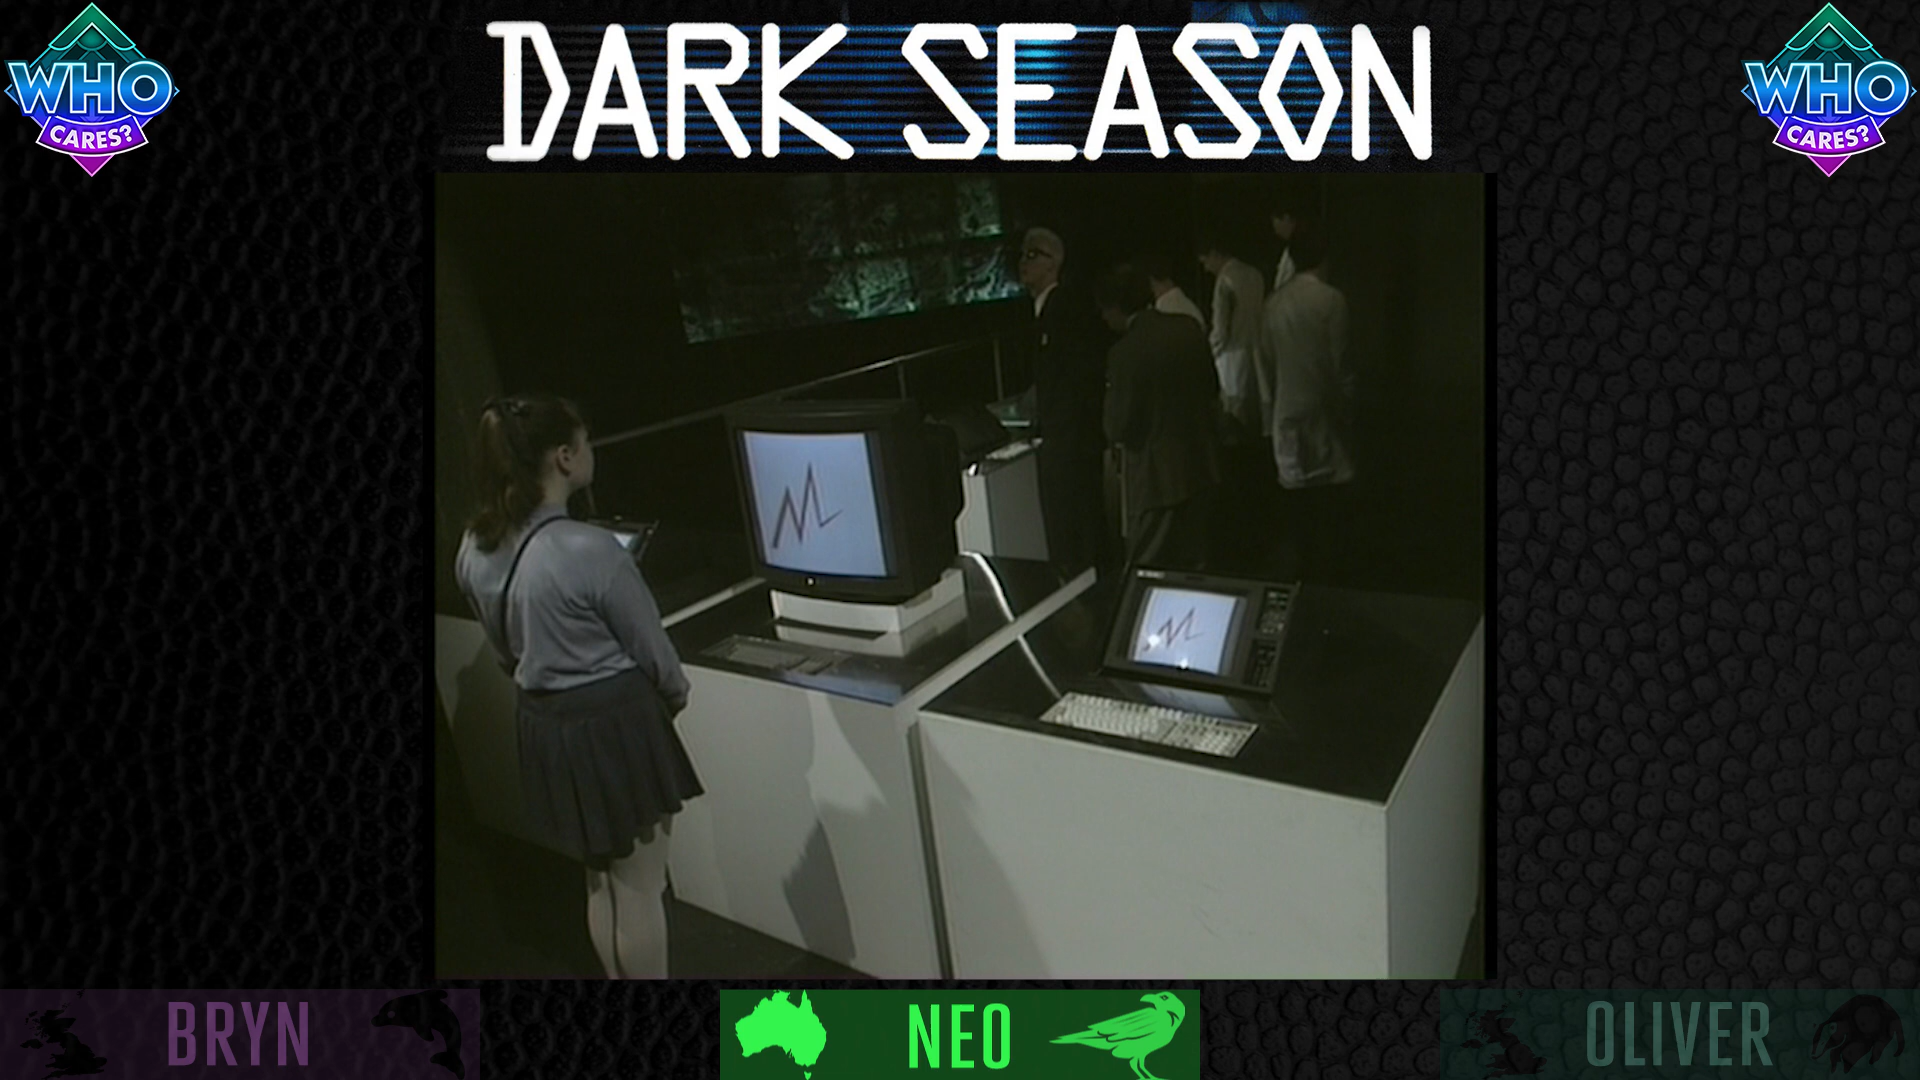 DARK SEASON
WHO
CARES?
WHO
CARES?
BRYN
NEO
OLIVER